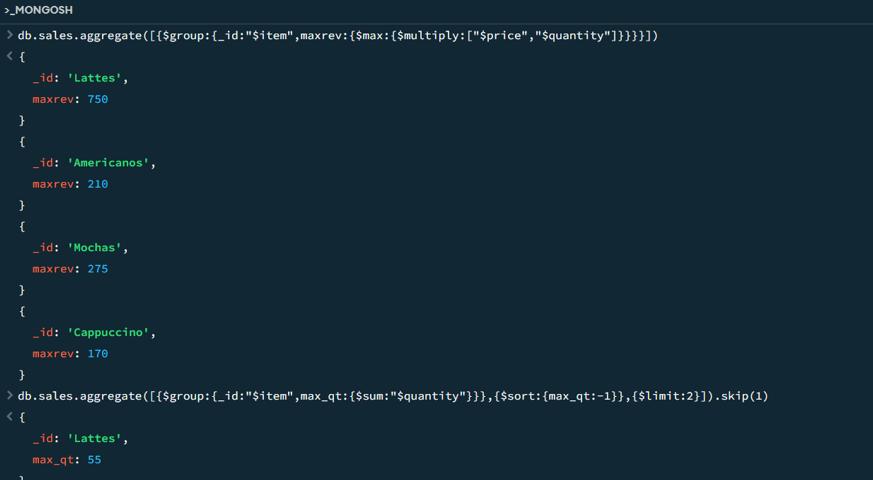 >_MONGOSH
> db.sales.aggregate([{$group:{_id:"$item",maxrev:{$max:{$multiply:["$price","$quantity"]}}}}])
< {
_id: 'Lattes',
maxrev: 750
}
{
_id: 'Americanos',
maxrev: 210
}
{
_id: 'Mochas',
maxrev: 275
}
{
_id: 'Cappuccino',
maxrev: 170
}
> db.sales.aggregate([{$group:{_id:"$item",max_qt:{$sum:"$quantity"}}},{$sort:{max_qt:-1}},{$limit:2}]).skip(1)
< {
_id: 'Lattes',
max_qt: 55
}